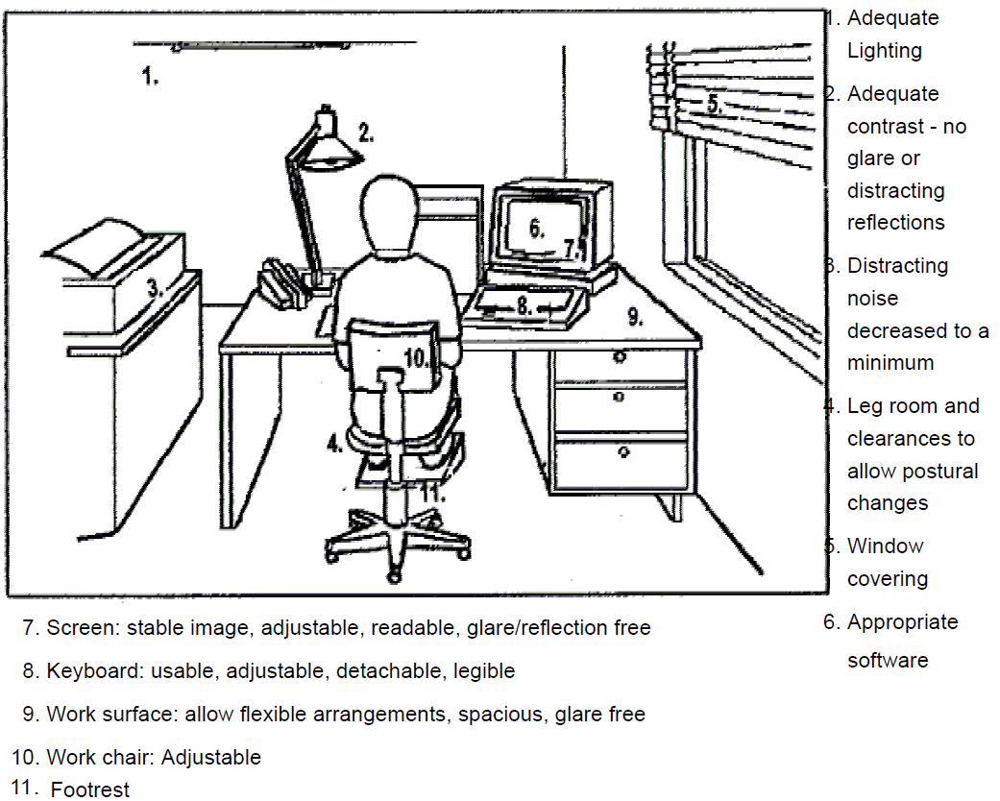 1.
2.
3.
4.
5.
6.
7.
8.
9.
10.
11.
1. Adequate
Lighting
2. Adequate
contrast - no
glare or
distracting
reflections
3. Distracting
noise
decreased to a
minimum
4. Leg room and
clearances to
allow postural
changes
5. Window
covering
6. Appropriate
software
7. Screen: stable image, adjustable, readable, glare/reflection free
8. Keyboard: usable, adjustable, detachable, legible
9. Work surface: allow flexible arrangements, spacious, glare free
10. Work chair: Adjustable
11. Footrest